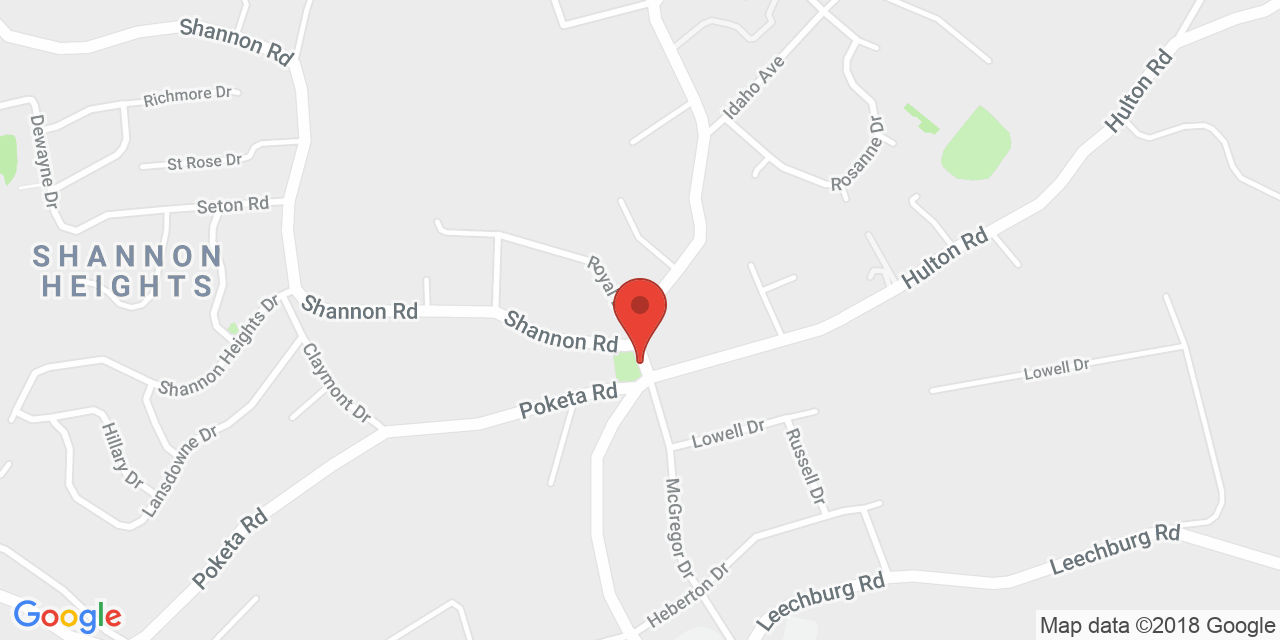 Shannon Rd
Hulton Rd
Idaho Ave
Richmore Dr
Dewayne Dr
Rosanne Dr
St Rose Dr
Seton Rd
SHANNON
HEIGHTS
Hulton Rd
Royal
Shannon Rd
Shannon Rd
Shannon Heights Dr
Claymont Dr
Lowell Dr
Poketa Rd
Lowell Dr
Hillary Dr
Lansdowne Dr
Russell Dr
McGregor Dr
Poketa Rd
Leechburg Rd
Heberton Dr
Leechburg Rd
Google
Map data ©2018 Google